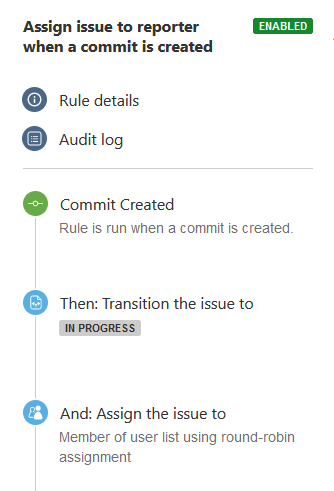 Assign issue to reporter
when a commit is created
ENABLED
Rule details
Audit log
Commit Created
Rule is run when a commit is created.
Then: Transition the issue to
IN PROGRESS
And: Assign the issue to
Member of user list using round-robin
assignment